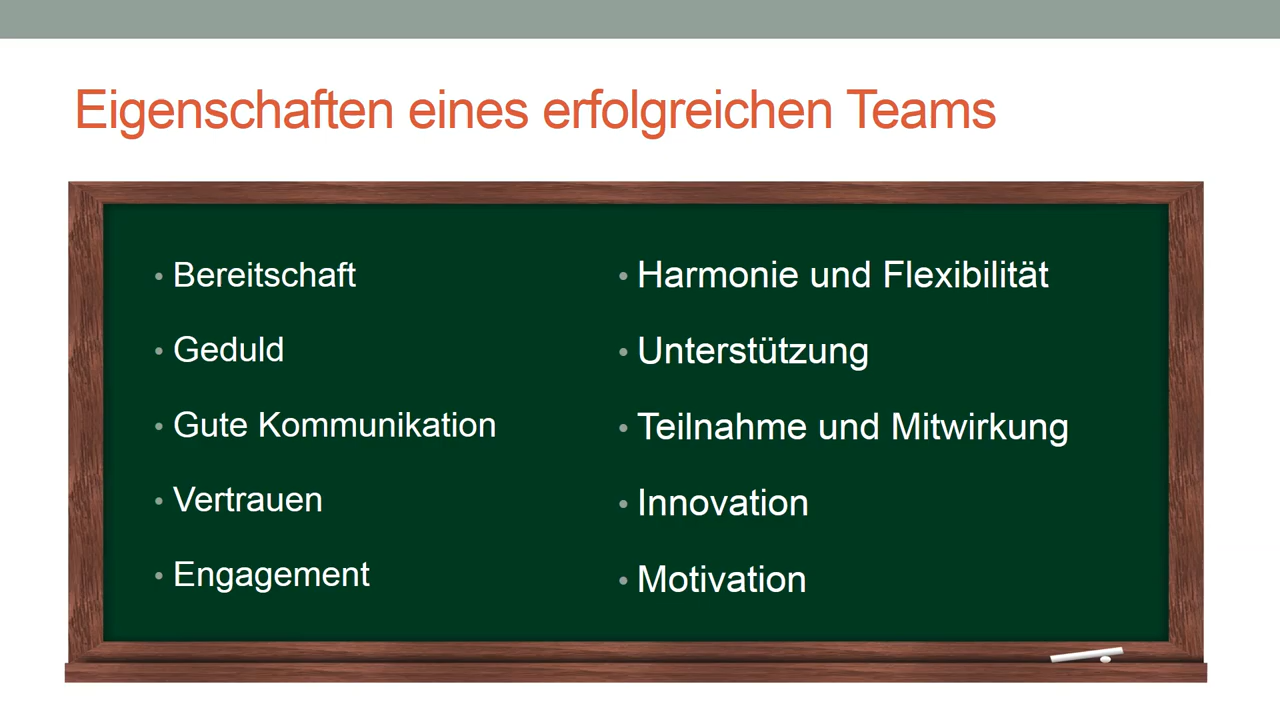 Eigenschaften eines erfolgreichen Teams
• Bereitschaft
• Geduld
• Gute Kommunikation
• Vertrauen
• Engagement
• Harmonie und Flexibilität
• Unterstützung
• Teilnahme und Mitwirkung
• Innovation
• Motivation